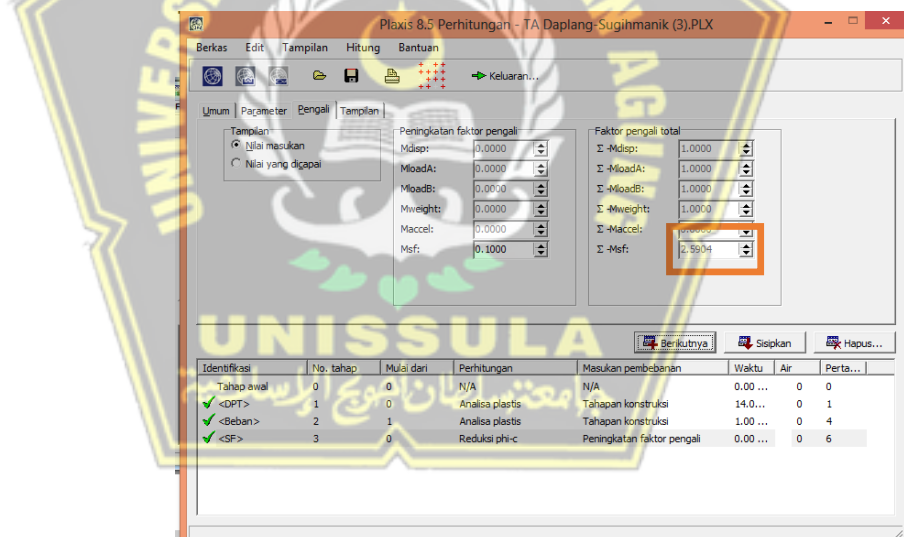 Plaxis 8.5 Perhitungan - TA Daplang-Sugihmanik (3).PLX
Berkas Edit Tampilan Hitung Bantuan
Keluaran...
Umum Parameter Pengali Tampilan
Tampilan
Nilai masukan
Nilai yang dicapai
Peningkatan faktor pengali
Mdisp: 0.0000
MloadA: 0.0000
MloadB: 0.0000
Mweight: 0.0000
Maccel: 0.0000
Msf: 0.1000
Faktor pengali total
Σ -Mdisp: 1.0000
Σ -MloadA: 1.0000
Σ -MloadB: 1.0000
Σ -Mweight: 1.0000
Σ -Maccel: 0.0000
Σ -Msf: 2.5904
Berikutnya Sisipkan Hapus...
Identifikasi No. tahap Mulai dari Perhitungan Masukan pembebanan Waktu Air Perta...
Tahap awal 0 0 N/A N/A 0.00 ... 0 0
<DPT> 1 0 Analisa plastis Tahapan konstruksi 14.0... 0 1
<Beban> 2 1 Analisa plastis Tahapan konstruksi 1.00 ... 0 4
<SF> 3 0 Reduksi phi-c Peningkatan faktor pengali 0.00 ... 0 6
UNISSULA